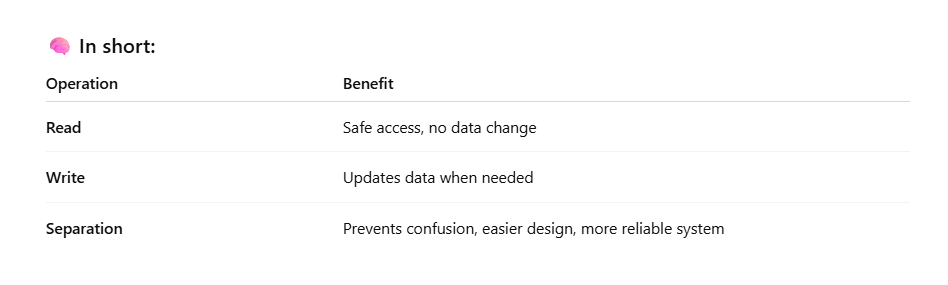 🧠 In short:
Operation Benefit
Read Safe access, no data change
Write Updates data when needed
Separation Prevents confusion, easier design, more reliable system